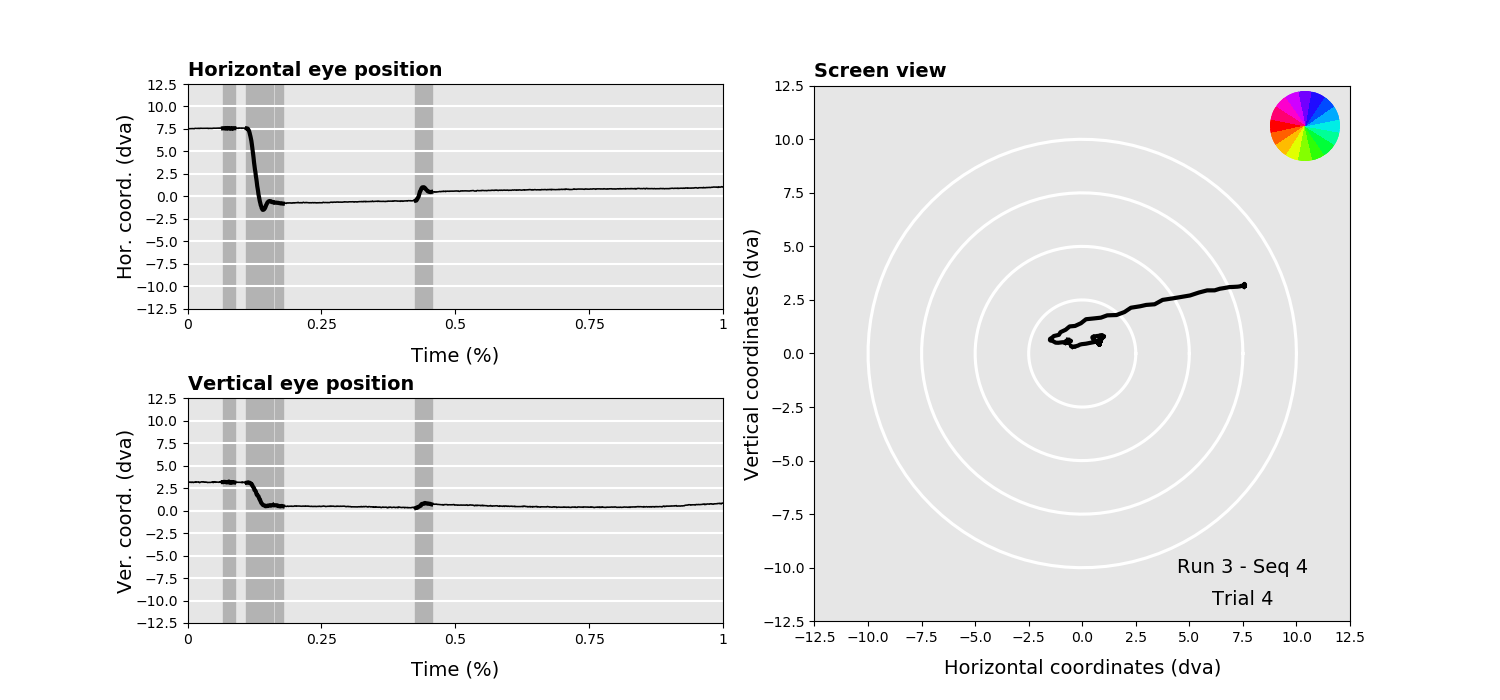 Horizontal eye position
Hor. coord. (dva)
12.5
10.0
7.5
5.0
2.5
0.0
−2.5
−5.0
−7.5
−10.0
−12.5
0 0.25 0.5 0.75 1
Time (%)
Vertical eye position
Ver. coord. (dva)
12.5
10.0
7.5
5.0
2.5
0.0
−2.5
−5.0
−7.5
−10.0
−12.5
0 0.25 0.5 0.75 1
Time (%)
Screen view
Vertical coordinates (dva)
12.5
10.0
7.5
5.0
2.5
0.0
−2.5
−5.0
−7.5
−10.0
−12.5
Run 3 - Seq 4
Trial 4
−12.5 −10.0 −7.5 −5.0 −2.5 0.0 2.5 5.0 7.5 10.0 12.5
Horizontal coordinates (dva)